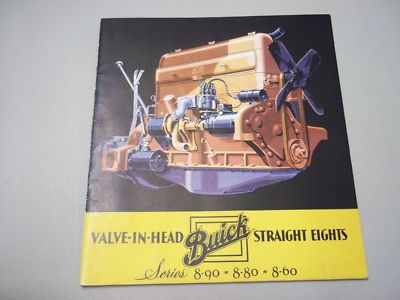 VALVE-IN-HEAD Buick STRAIGHT EIGHTS
Series 8-90 " 8-80 " 8-60